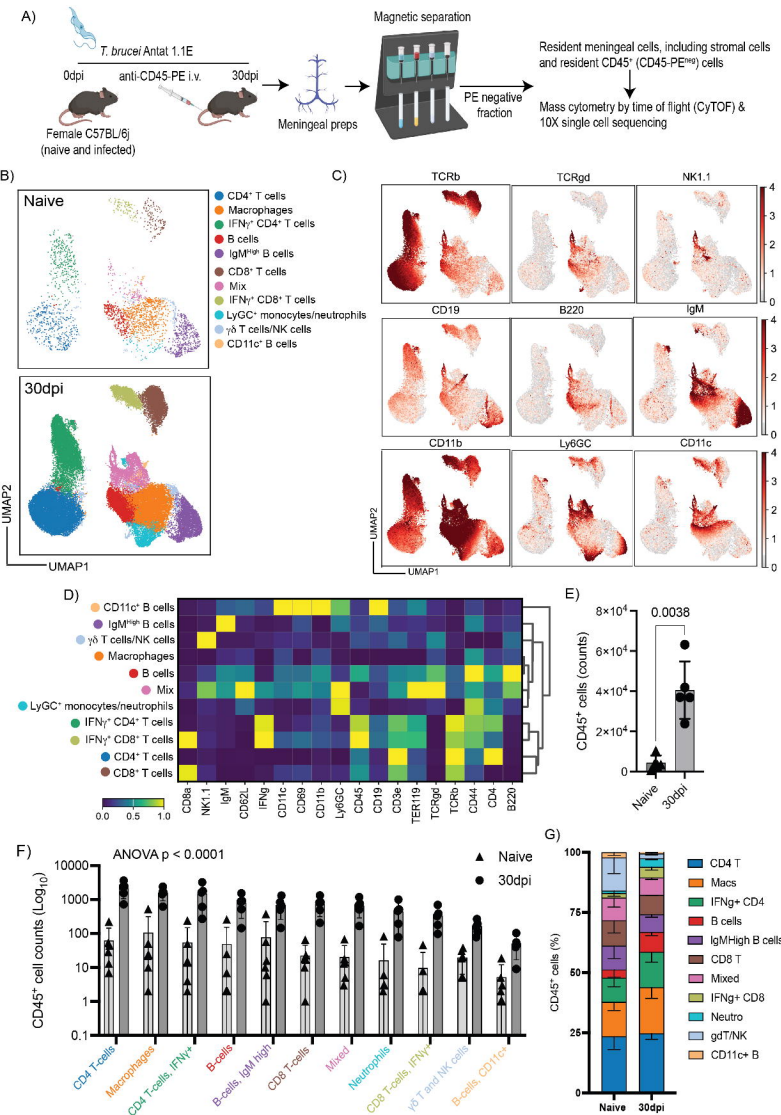 A)
T. brucei Antat 1.1E
0dpi
anti-CD45-PE i.v.
30dpi
Female C57BL/6j
(naive and infected)
Meningeal preps
Magnetic separation
PE negative
fraction
Resident meningeal cells, including stromal cells
and resident CD45⁺ (CD45-PEⁿᵉᵍ) cells
Mass cytometry by time of flight (CyTOF) &
10X single cell sequencing
B)
Naive
30dpi
UMAP2
UMAP1
CD4⁺ T cells
Macrophages
IFNγ⁺ CD4⁺ T cells
B cells
IgMᴴⁱᵍʰ B cells
CD8⁺ T cells
Mix
IFNγ⁺ CD8⁺ T cells
LyGC⁺ monocytes/neutrophils
γδ T cells/NK cells
CD11c⁺ B cells
C)
TCRb
TCRgd
NK1.1
4
3
2
1
0
CD19
B220
IgM
4
3
2
1
0
CD11b
Ly6GC
CD11c
4
3
2
1
0
UMAP2
UMAP1
D)
CD11c⁺ B cells
IgMᴴⁱᵍʰ B cells
γδ T cells/NK cells
Macrophages
B cells
Mix
LyGC⁺ monocytes/neutrophils
IFNγ⁺ CD4⁺ T cells
IFNγ⁺ CD8⁺ T cells
CD4⁺ T cells
CD8⁺ T cells
0.0
0.5
1.0
CD8a
NK1.1
IgM
CD62L
IFNg
CD11c
CD69
CD11b
Ly6GC
CD45
CD19
CD3e
TER119
TCRgd
TCRb
CD44
CD4
B220
E)
CD45⁺ cells (counts)
8×10⁴
6×10⁴
4×10⁴
2×10⁴
0
0.0038
Naive
30dpi
F)
ANOVA p < 0.0001
Naive
30dpi
CD45⁺ cell counts (Log₁₀)
10000
1000
100
10
1
0.1
CD4 T-cells
Macrophages
CD4 T-cells, IFNγ⁺
B-cells
B-cells, IgM high
CD8 T-cells
Mixed
Neutrophils
CD8 T-cells, IFNγ⁺
γδ T and NK cells
B-cells, CD11c⁺
G)
CD45⁺ cells (%)
100
75
50
25
0
Naive
30dpi
CD4 T
Macs
IFNg+ CD4
B cells
IgMHigh B cells
CD8 T
Mixed
IFNg+ CD8
Neutro
gdT/NK
CD11c+ B